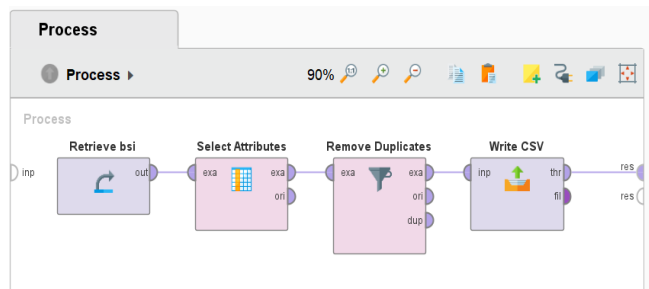 Process
Process
90%
Process
Retrieve bsi
Select Attributes
Remove Duplicates
Write CSV
inp
out
exa
exa
ori
exa
exa
ori
dup
inp
thr
fil
res
res